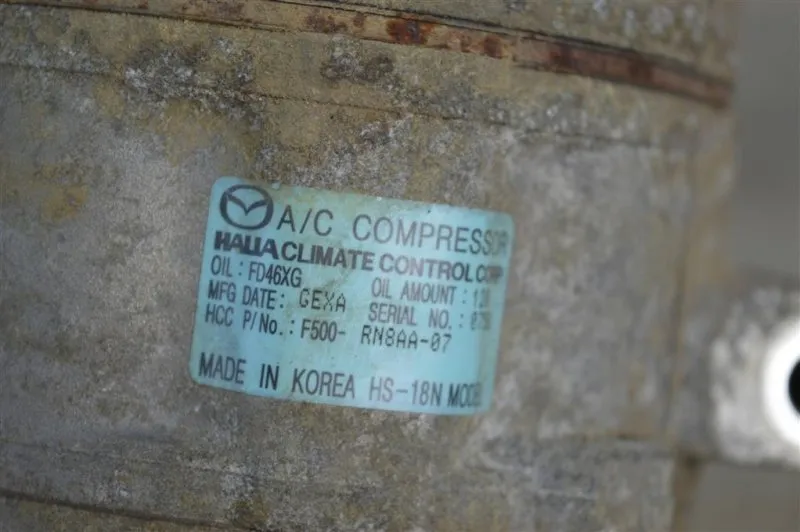 A/C COMPRESSOR
HALLA CLIMATE CONTROL CORP
OIL : FD46XG OIL AMOUNT :
MFG DATE: GEXA SERIAL NO. :
HCC P/No.: F500- RN8AA-07
MADE IN KOREA HS-18N MODEL